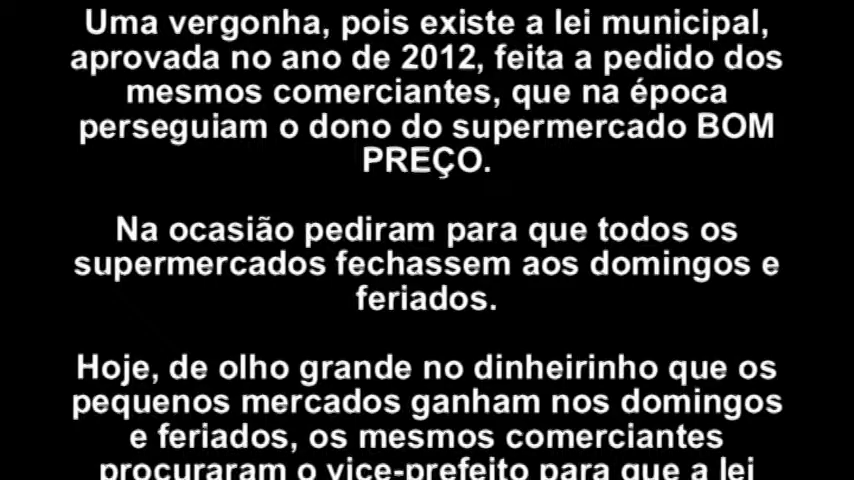 Uma vergonha, pois existe a lei municipal,
aprovada no ano de 2012, feita a pedido dos
mesmos comerciantes, que na época
perseguiam o dono do supermercado BOM
PREÇO.
Na ocasião pediram para que todos os
supermercados fechassem aos domingos e
feriados.
Hoje, de olho grande no dinheirinho que os
pequenos mercados ganham nos domingos
e feriados, os mesmos comerciantes
procuraram o vice-prefeito para que a lei